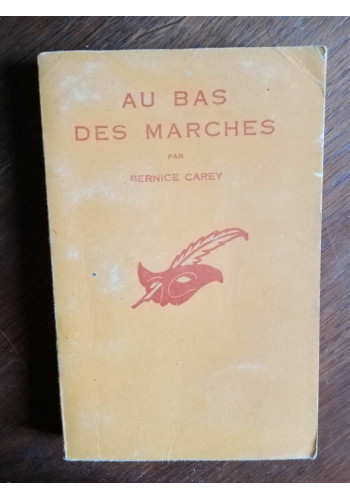 AU BAS
DES MARCHES
PAR
BERNICE CAREY